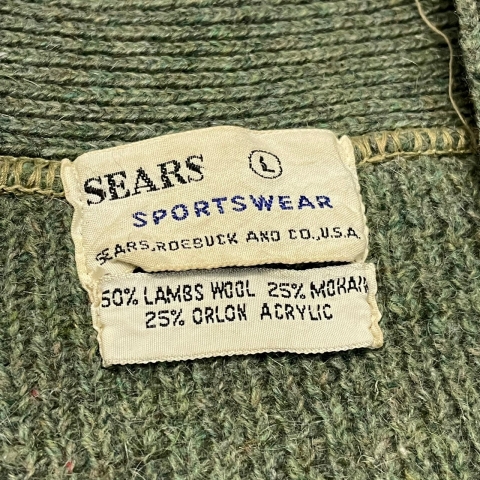 SEARS Ⓛ
SPORTSWEAR
SEARS, ROEBUCK AND CO., U.S.A.
50% LAMBS WOOL 25% MOHAIR
25% ORLON ACRYLIC